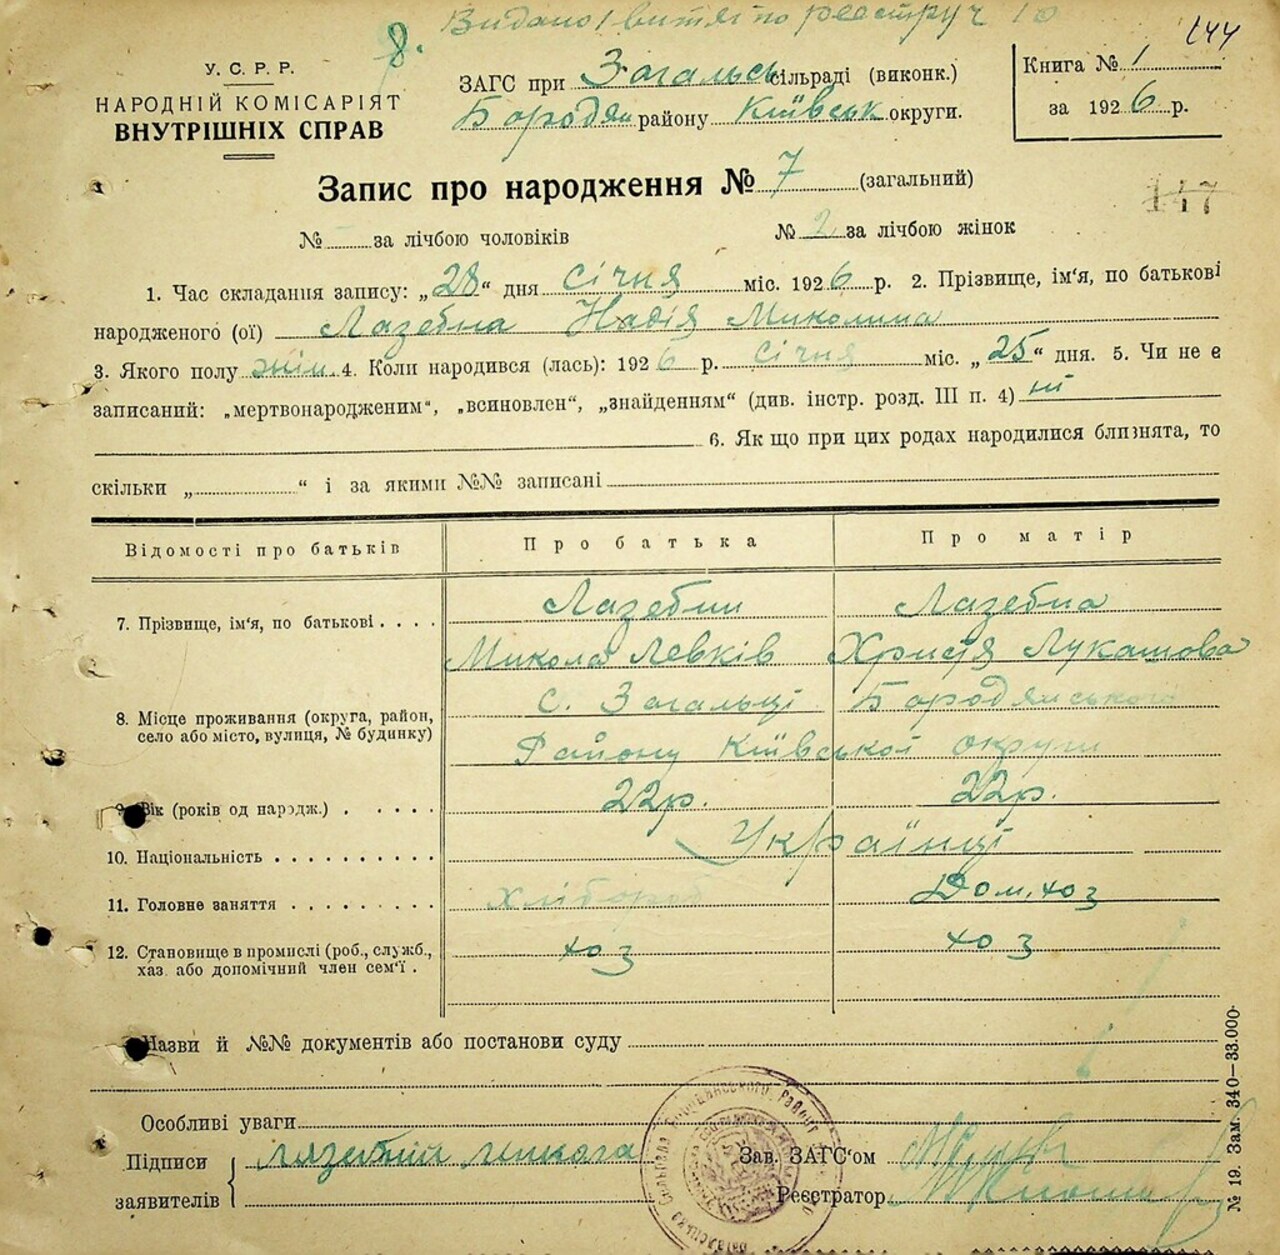 Видано 1 витяг по реєстру ч 10
8.
144
У. С. Р. Р.
НАРОДНІЙ КОМІСАРІЯТ
ВНУТРІШНІХ СПРАВ
ЗАГС при Загальськ сільраді (виконк.)
Бородян району Київськ округи.
Книга № 1
за 1926 р.
Запис про народження № 7 (загальний)
147
№ - за лічбою чоловіків № 2 за лічбою жінок
1. Час складання запису: „28“ дня січня міс. 1926 р. 2. Прізвище, ім'я, по батькові
народженого (ої) Лазебна Надія Миколина
3. Якого полу жін. 4. Коли народився (лась): 1926 р. січня міс. „25“ дня. 5. Чи не є
записаний: „мертвонародженим“, „всиновлен“, „знайденням“ (див. інстр. розд. III п. 4) ні
6. Як що при цих родах народилися близнята, то
скільки „ “ і за якими №№ записані
Відомості про батьків Про батька Про матір
7. Прізвище, ім'я, по батькові . . . . Лазебни Лазебна
Микола Левків Христя Лукашова
8. Місце проживання (округа, район, село або місто, вулиця, № будинку) с. Загальці Бородянського
Району Київської округи
9. Вік (років од народж.) . . . . . 22р. 22р.
10. Національність . . . . . . . . . . Українці
11. Головне заняття . . . . . . . . . Хлібороб Дом. хоз
12. Становище в промислі (роб., служб., хаз. або допомічний член сем'ї . хоз хоз
Назви й №№ документів або постанови суду
Особливі уваги
Підписи заявителів { лазебний микола
Зав. ЗАГС'ом
Реєстратор
№ 19. Зам. 340—33.000